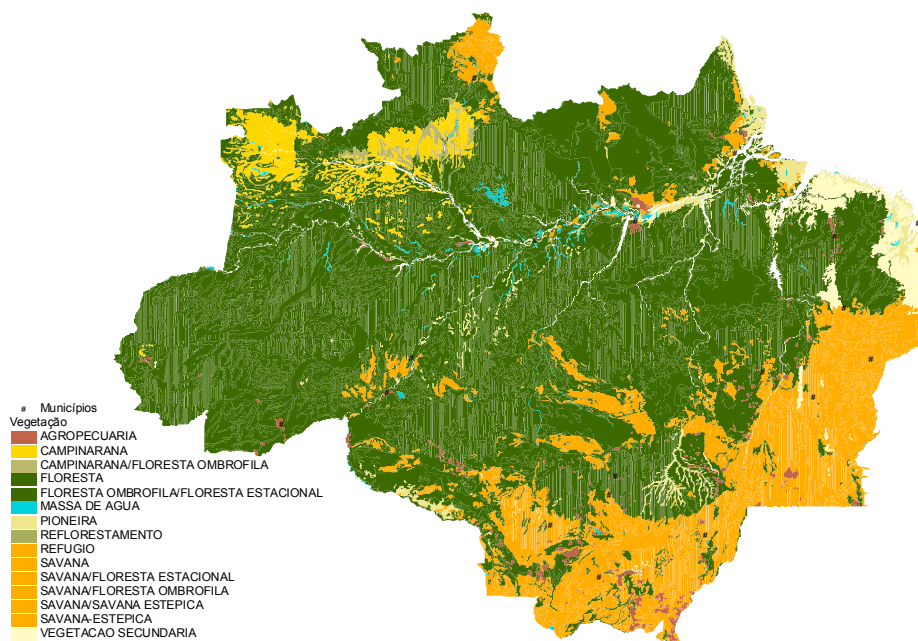 # Municípios
Vegetação
AGROPECUARIA
CAMPINARANA
CAMPINARANA/FLORESTA OMBROFILA
FLORESTA
FLORESTA OMBROFILA/FLORESTA ESTACIONAL
MASSA DE AGUA
PIONEIRA
REFLORESTAMENTO
REFUGIO
SAVANA
SAVANA/FLORESTA ESTACIONAL
SAVANA/FLORESTA OMBROFILA
SAVANA/SAVANA ESTEPICA
SAVANA-ESTEPICA
VEGETACAO SECUNDARIA